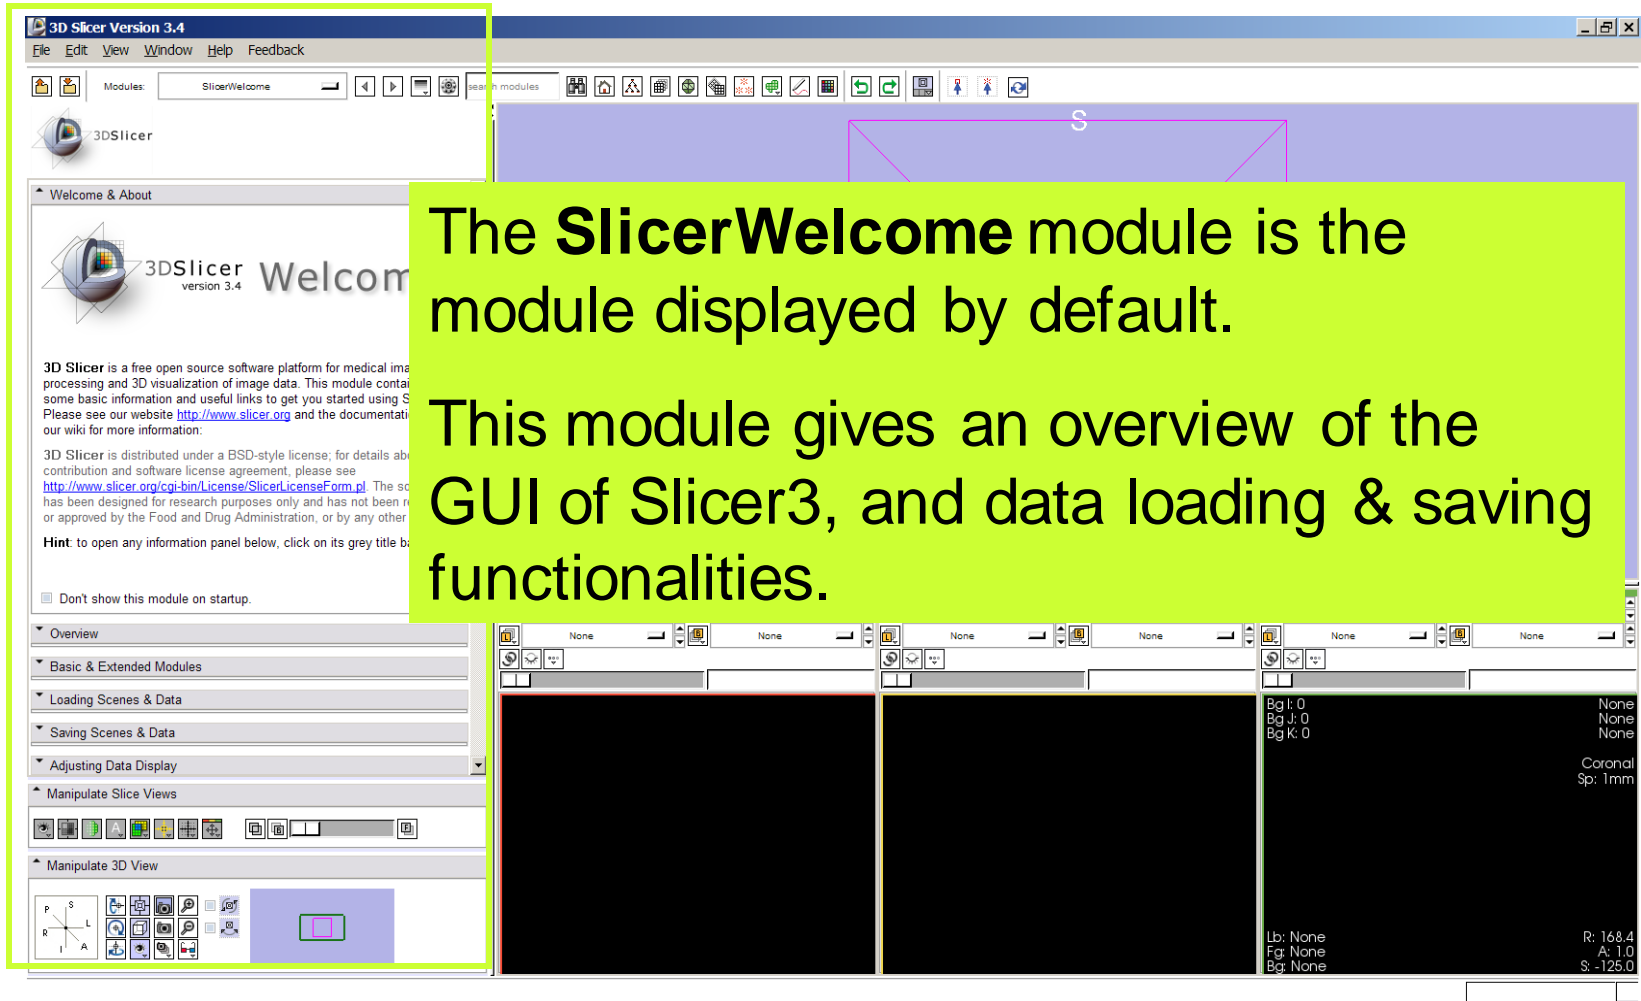 3D Slicer Version 3.4
File Edit View Window Help Feedback
Modules: SlicerWelcome search modules
3DSlicer
S
Welcome & About
3DSlicer
version 3.4
Welcom
The SlicerWelcome module is the
module displayed by default.
This module gives an overview of the
GUI of Slicer3, and data loading & saving
functionalities.
3D Slicer is a free open source software platform for medical ima
processing and 3D visualization of image data. This module contai
some basic information and useful links to get you started using S
Please see our website http://www.slicer.org and the documentati
our wiki for more information:
3D Slicer is distributed under a BSD-style license; for details abo
contribution and software license agreement, please see
http://www.slicer.org/cgi-bin/License/SlicerLicenseForm.pl. The so
has been designed for research purposes only and has not been r
or approved by the Food and Drug Administration, or by any other
Hint: to open any information panel below, click on its grey title ba
Don't show this module on startup.
Overview
Basic & Extended Modules
Loading Scenes & Data
Saving Scenes & Data
Adjusting Data Display
Manipulate Slice Views
Manipulate 3D View
P S
L
R
I A
None None None None None None
Bg I: 0 None
Bg J: 0 None
Bg K: 0 None
Coronal
Sp: 1mm
Lb: None R: 168.4
Fg: None A: 1.0
Bg: None S: -125.0